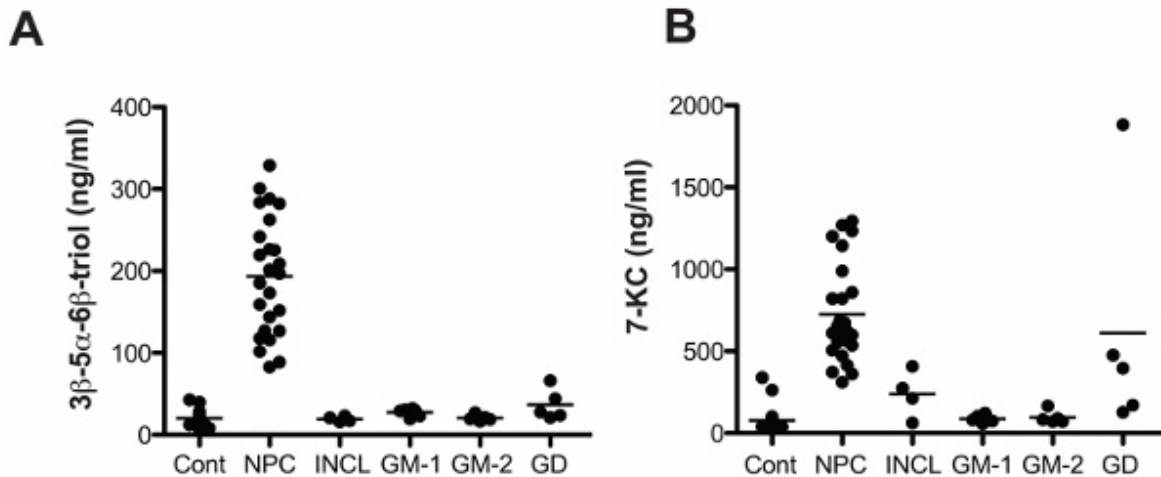 A
B
3β-5α-6β-triol (ng/ml)
400
300
200
100
0
Cont NPC INCL GM-1 GM-2 GD
7-KC (ng/ml)
2000
1500
1000
500
0
Cont NPC INCL GM-1 GM-2 GD